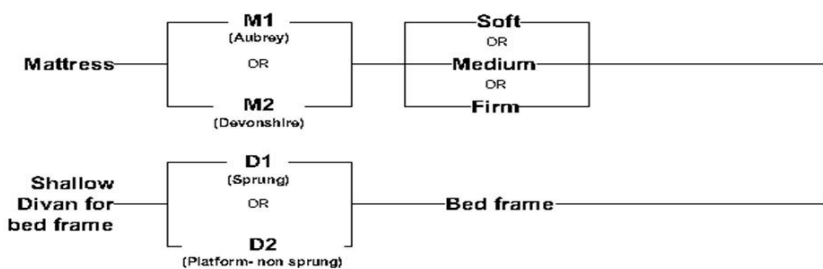 M1
(Aubrey)
Mattress
OR
M2
(Devonshire)
Soft
OR
Medium
OR
Firm
Shallow
Divan for
bed frame
D1
(Sprung)
OR
D2
(Platform- non sprung)
Bed frame